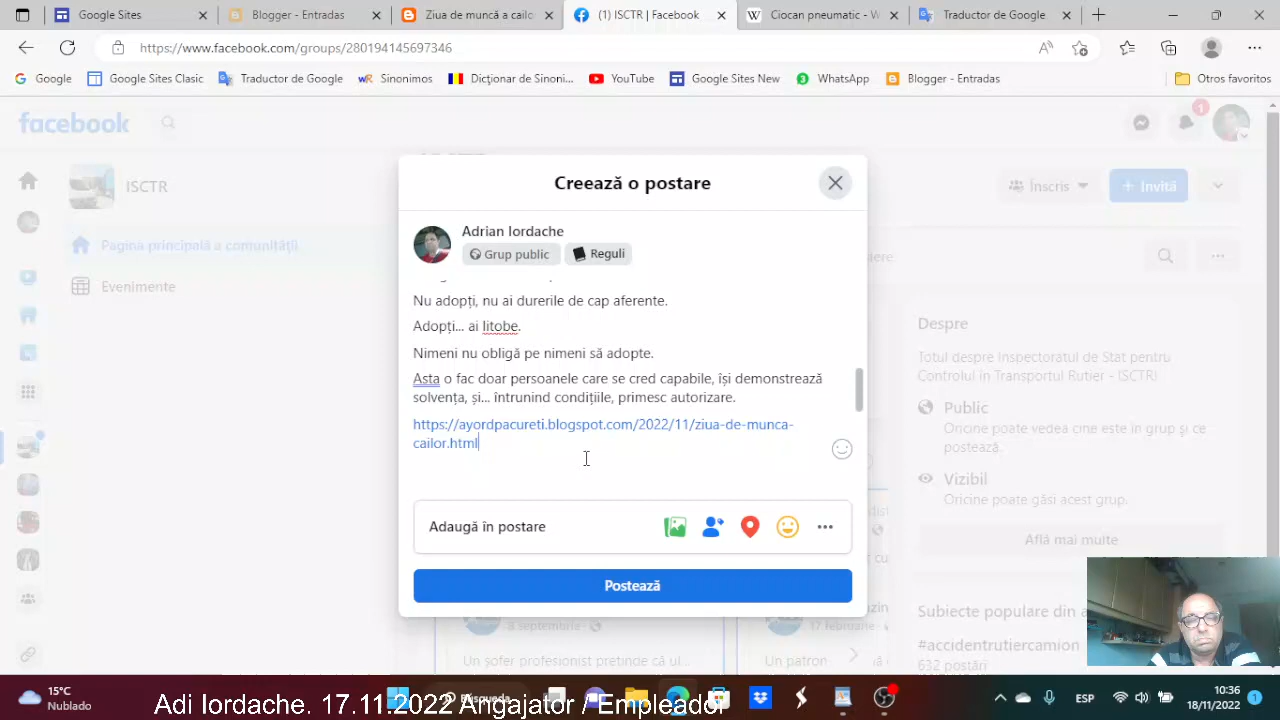 Google Sites
Blogger - Entradas
Ziua de muncă a cailo
(1) ISCTR | Facebook
Ciocan pneumatic - W
Traductor de Google
https://www.facebook.com/groups/280194145697346
Google
Google Sites Clasic
Traductor de Google
Sinonimos
Dicţionar de Sinoni...
YouTube
Google Sites New
WhatsApp
Blogger - Entradas
Otros favoritos
facebook
1
ISCTR
Înscris
+ Invită
Pagina principală a comunității
Evenimente
Creează o postare
Adrian Iordache
Grup public
Reguli
Nu adopți, nu ai durerile de cap aferente.
Adopți... ai litobe.
Nimeni nu obligă pe nimeni să adopte.
Asta o fac doar persoanele care se cred capabile, își demonstrează
solvența, și... întrunind condițiile, primesc autorizare.
https://ayordpacureti.blogspot.com/2022/11/ziua-de-munca-
cailor.html
Adaugă în postare
Postează
Despre
Totul despre Inspectoratul de Stat pentru
Controlul în Transportul Rutier - (ISCTR)
Public
Oricine poate vedea cine este în grup și ce
postează.
Vizibil
Oricine poate găsi acest grup.
Află mai multe
Subiecte populare din a
#accidentrutiercamion
632 postări
8 septembrie
17 februarie
Un șofer profesionist pretinde că ul...
Un patron
15°C
Nublado
Búsqueda
Adi Iordache. 17.11.2022 Angajator / Empleador
ESP
10:36
18/11/2022
1